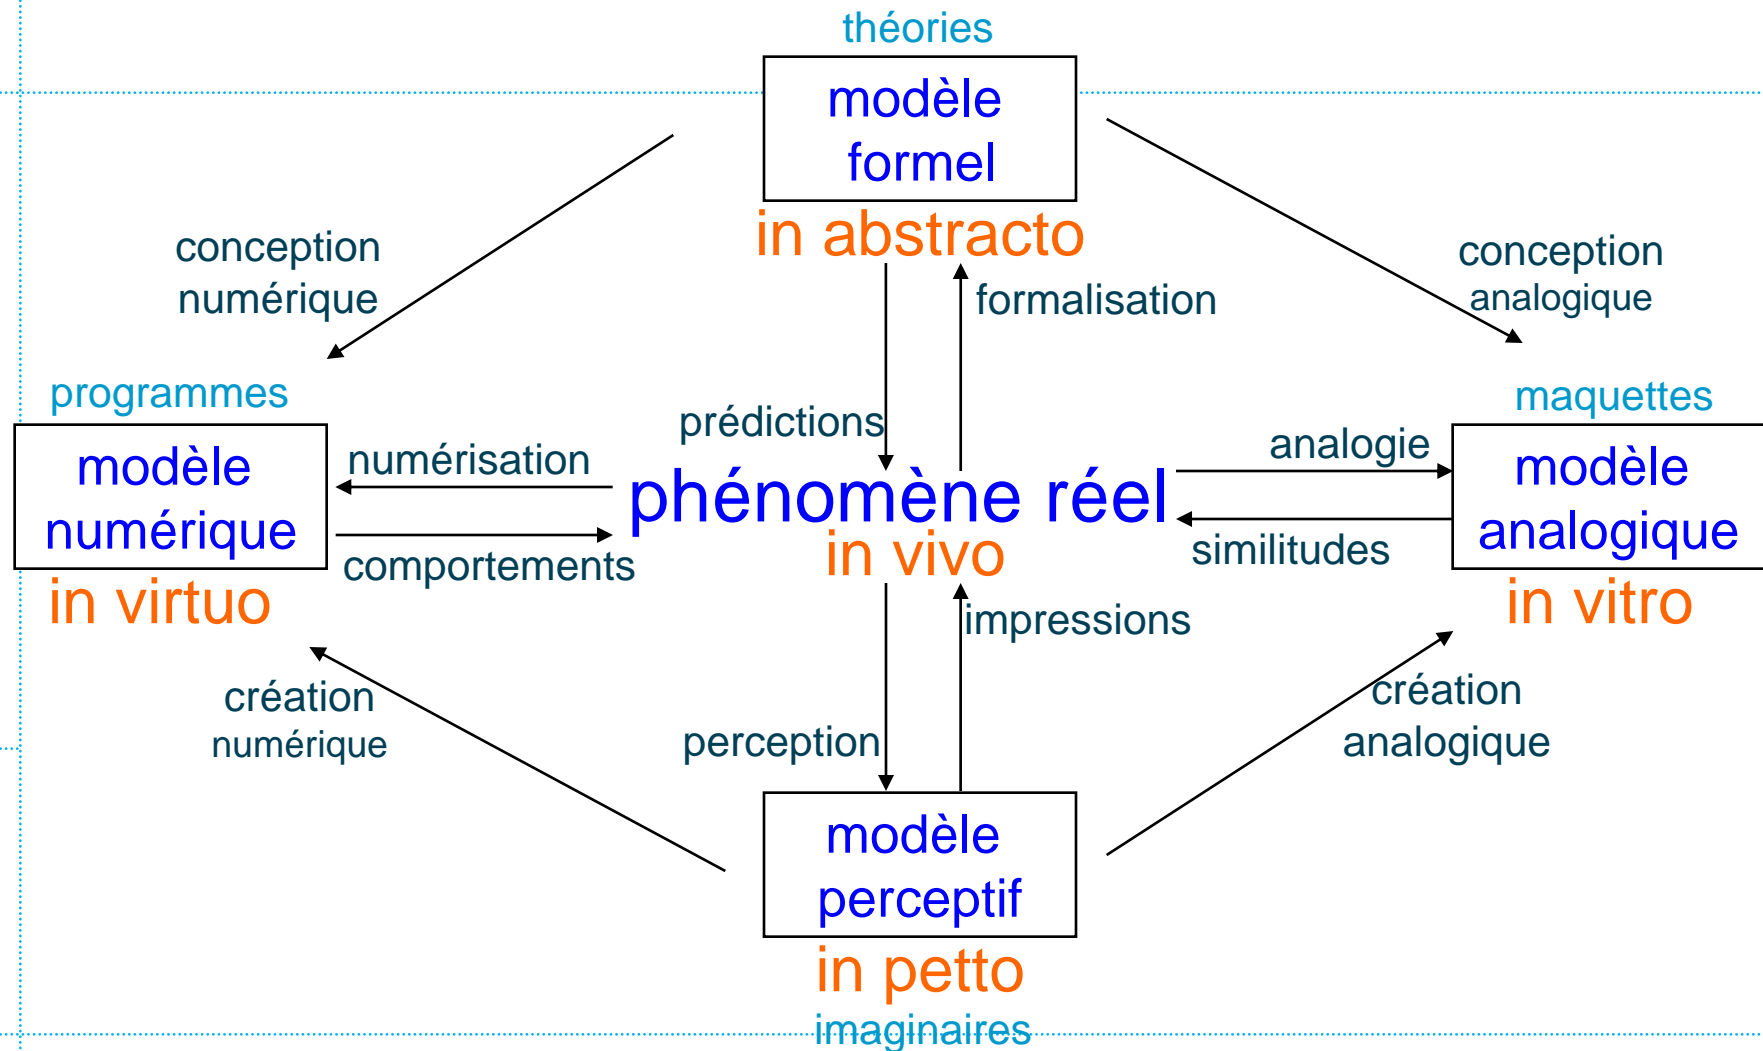 théories
modèle
formel
in abstracto
conception
numérique
conception
analogique
formalisation
programmes
maquettes
prédictions
modèle
numérique
in virtuo
numérisation
comportements
phénomène réel
in vivo
analogie
similitudes
modèle
analogique
in vitro
impressions
création
numérique
perception
création
analogique
modèle
perceptif
in petto
imaginaires